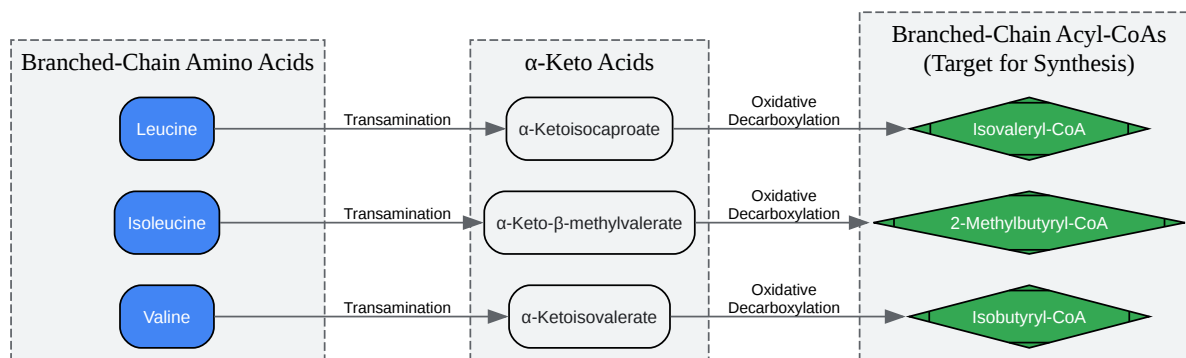 Branched-Chain Amino Acids
α-Keto Acids
Branched-Chain Acyl-CoAs
(Target for Synthesis)
Leucine
Transamination
α-Ketoisocaproate
Oxidative
Decarboxylation
Isovaleryl-CoA
Isoleucine
Transamination
α-Keto-β-methylvalerate
Oxidative
Decarboxylation
2-Methylbutyryl-CoA
Valine
Transamination
α-Ketoisovalerate
Oxidative
Decarboxylation
Isobutyryl-CoA